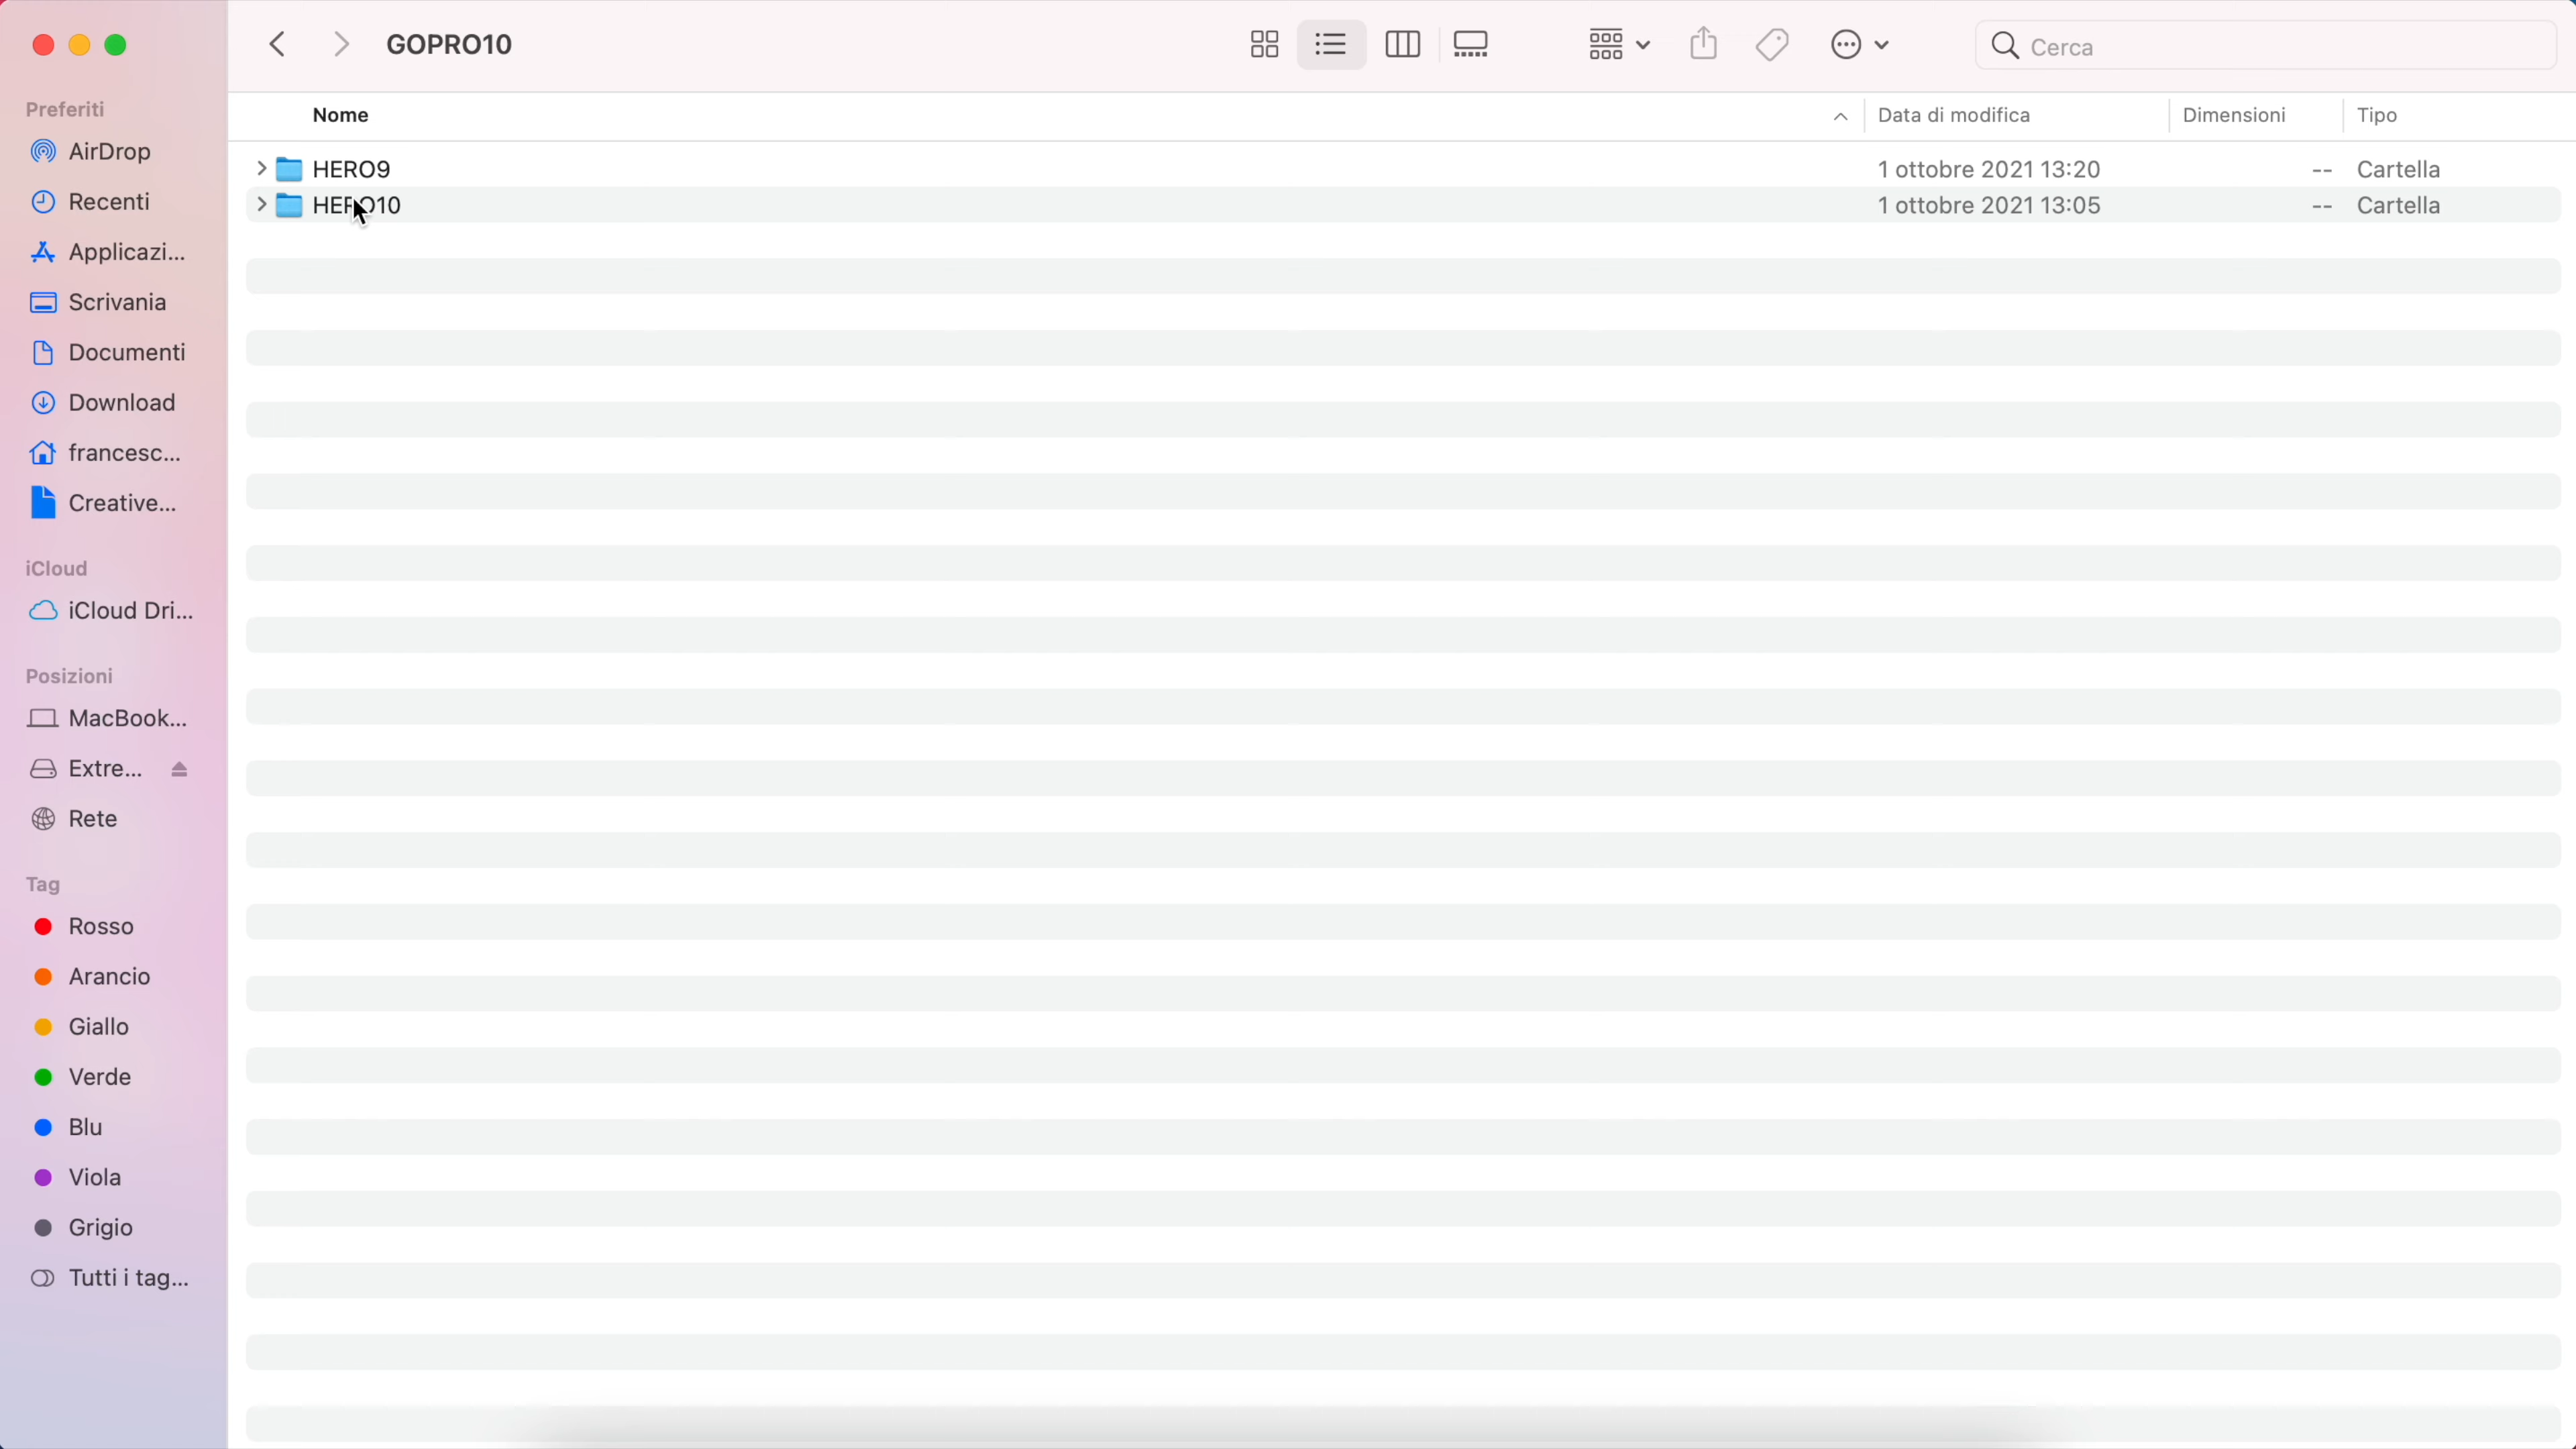 GOPRO10
Cerca
Preferiti
AirDrop
Recenti
Applicazi...
Scrivania
Documenti
Download
francesc...
Creative...
iCloud
iCloud Dri...
Posizioni
MacBook...
Extre...
Rete
Tag
Rosso
Arancio
Giallo
Verde
Blu
Viola
Grigio
Tutti i tag...
Nome Data di modifica Dimensioni Tipo
HERO9 1 ottobre 2021 13:20 -- Cartella
HERO10 1 ottobre 2021 13:05 -- Cartella